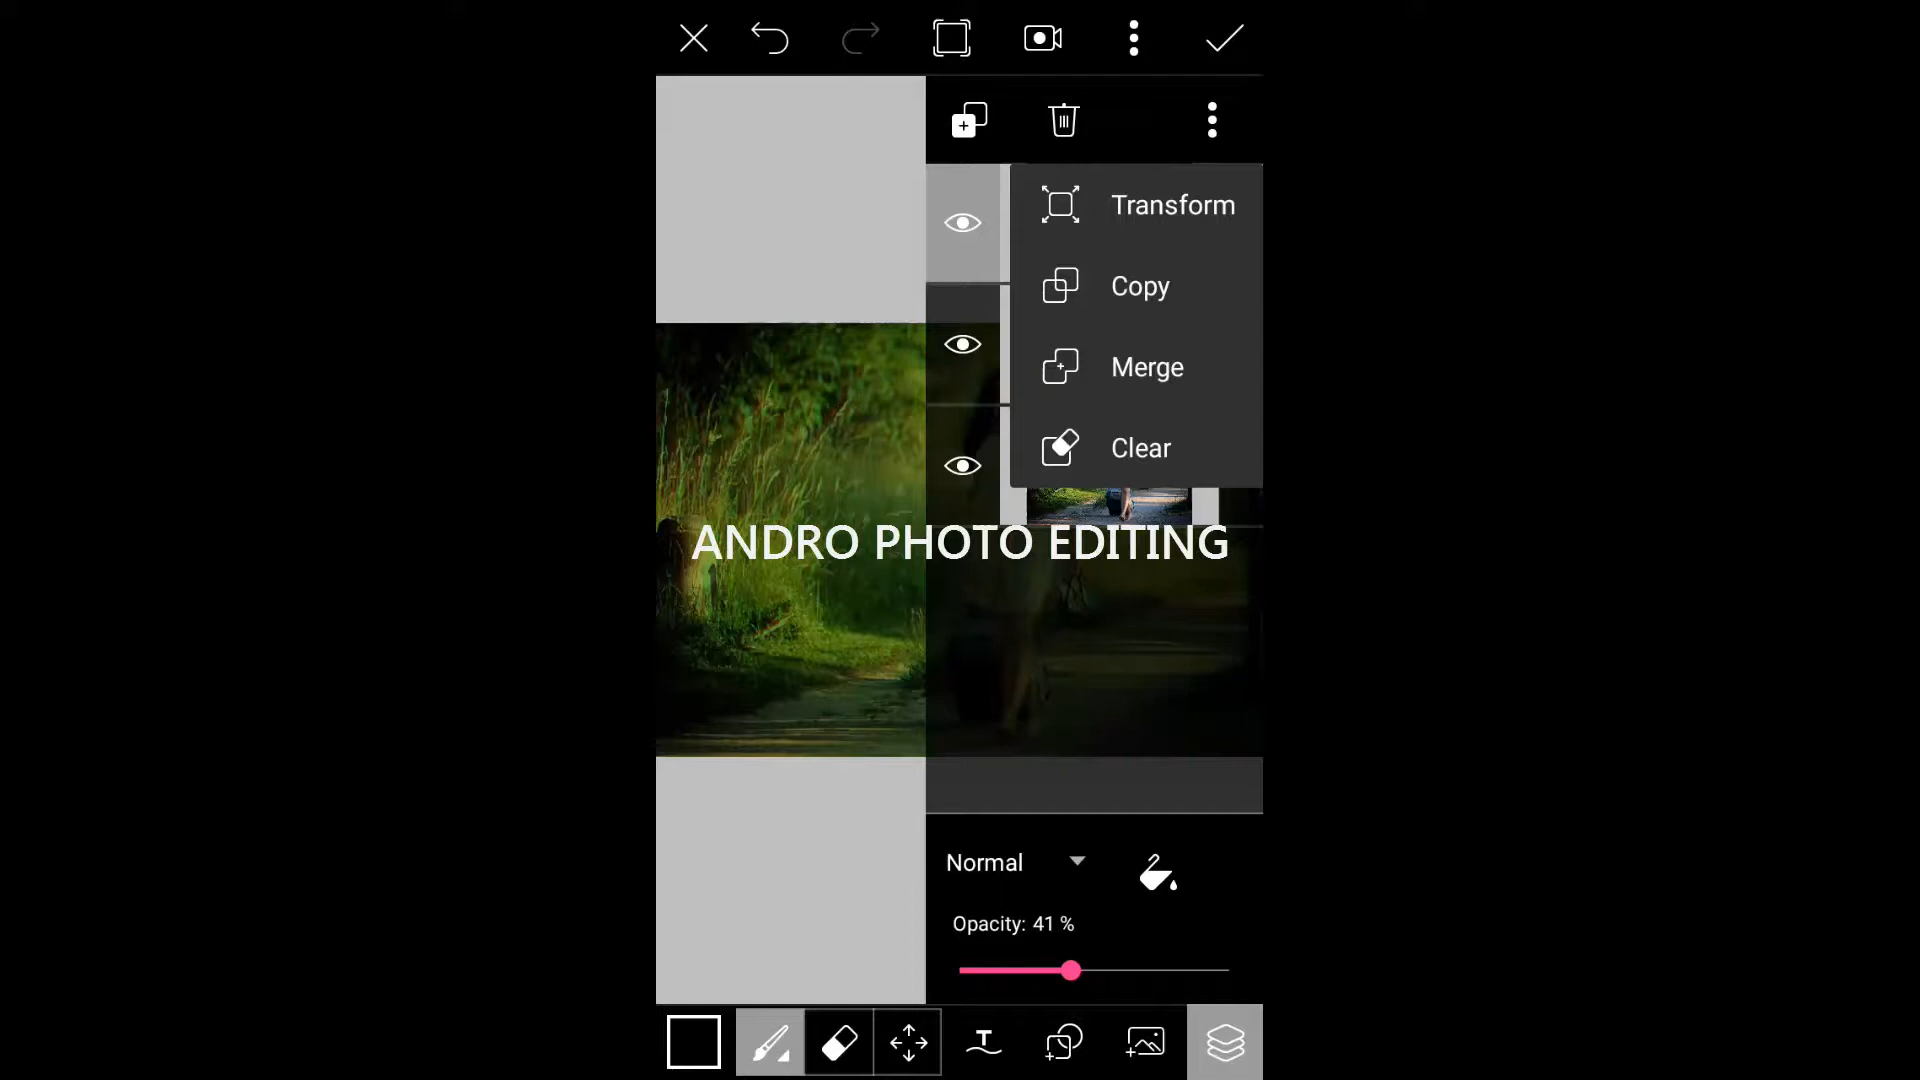 Transform
Copy
Merge
Clear
ANDRO PHOTO EDITING
Normal
Opacity: 41 %
T